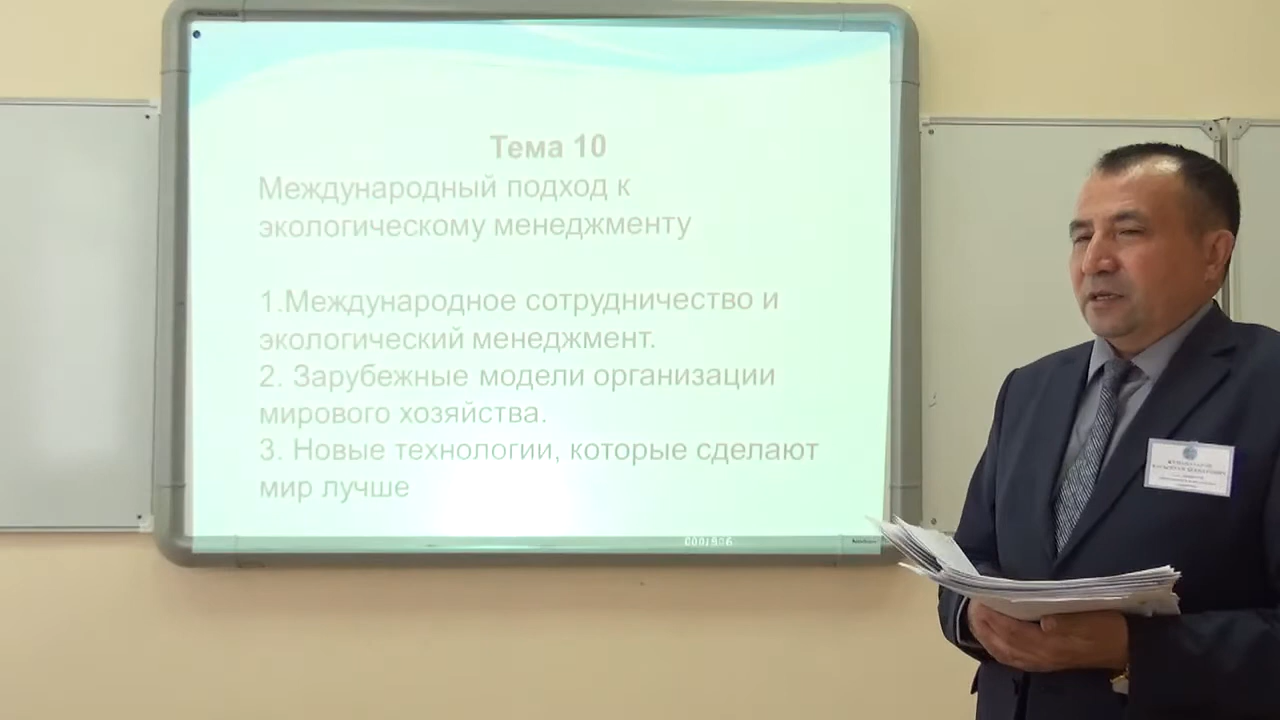 Тема 10
Международный подход к
экологическому менеджменту
1.Международное сотрудничество и
экологический менеджмент.
2. Зарубежные модели организации
мирового хозяйства.
3. Новые технологии, которые сделают
мир лучше